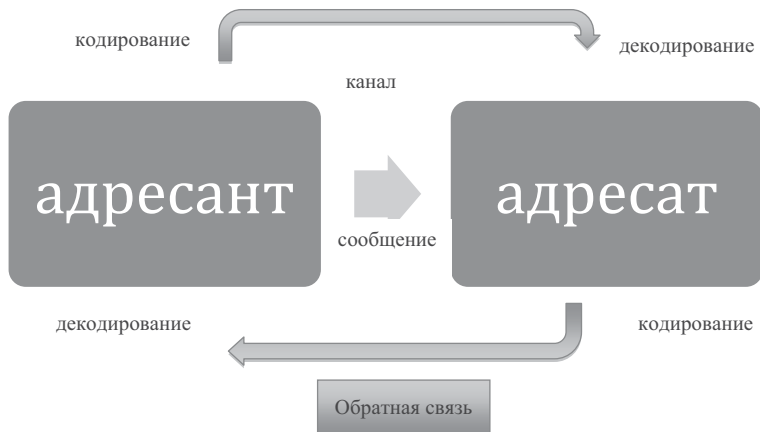 кодирование
декодирование
канал
адресант
адресат
сообщение
декодирование
кодирование
Обратная связь